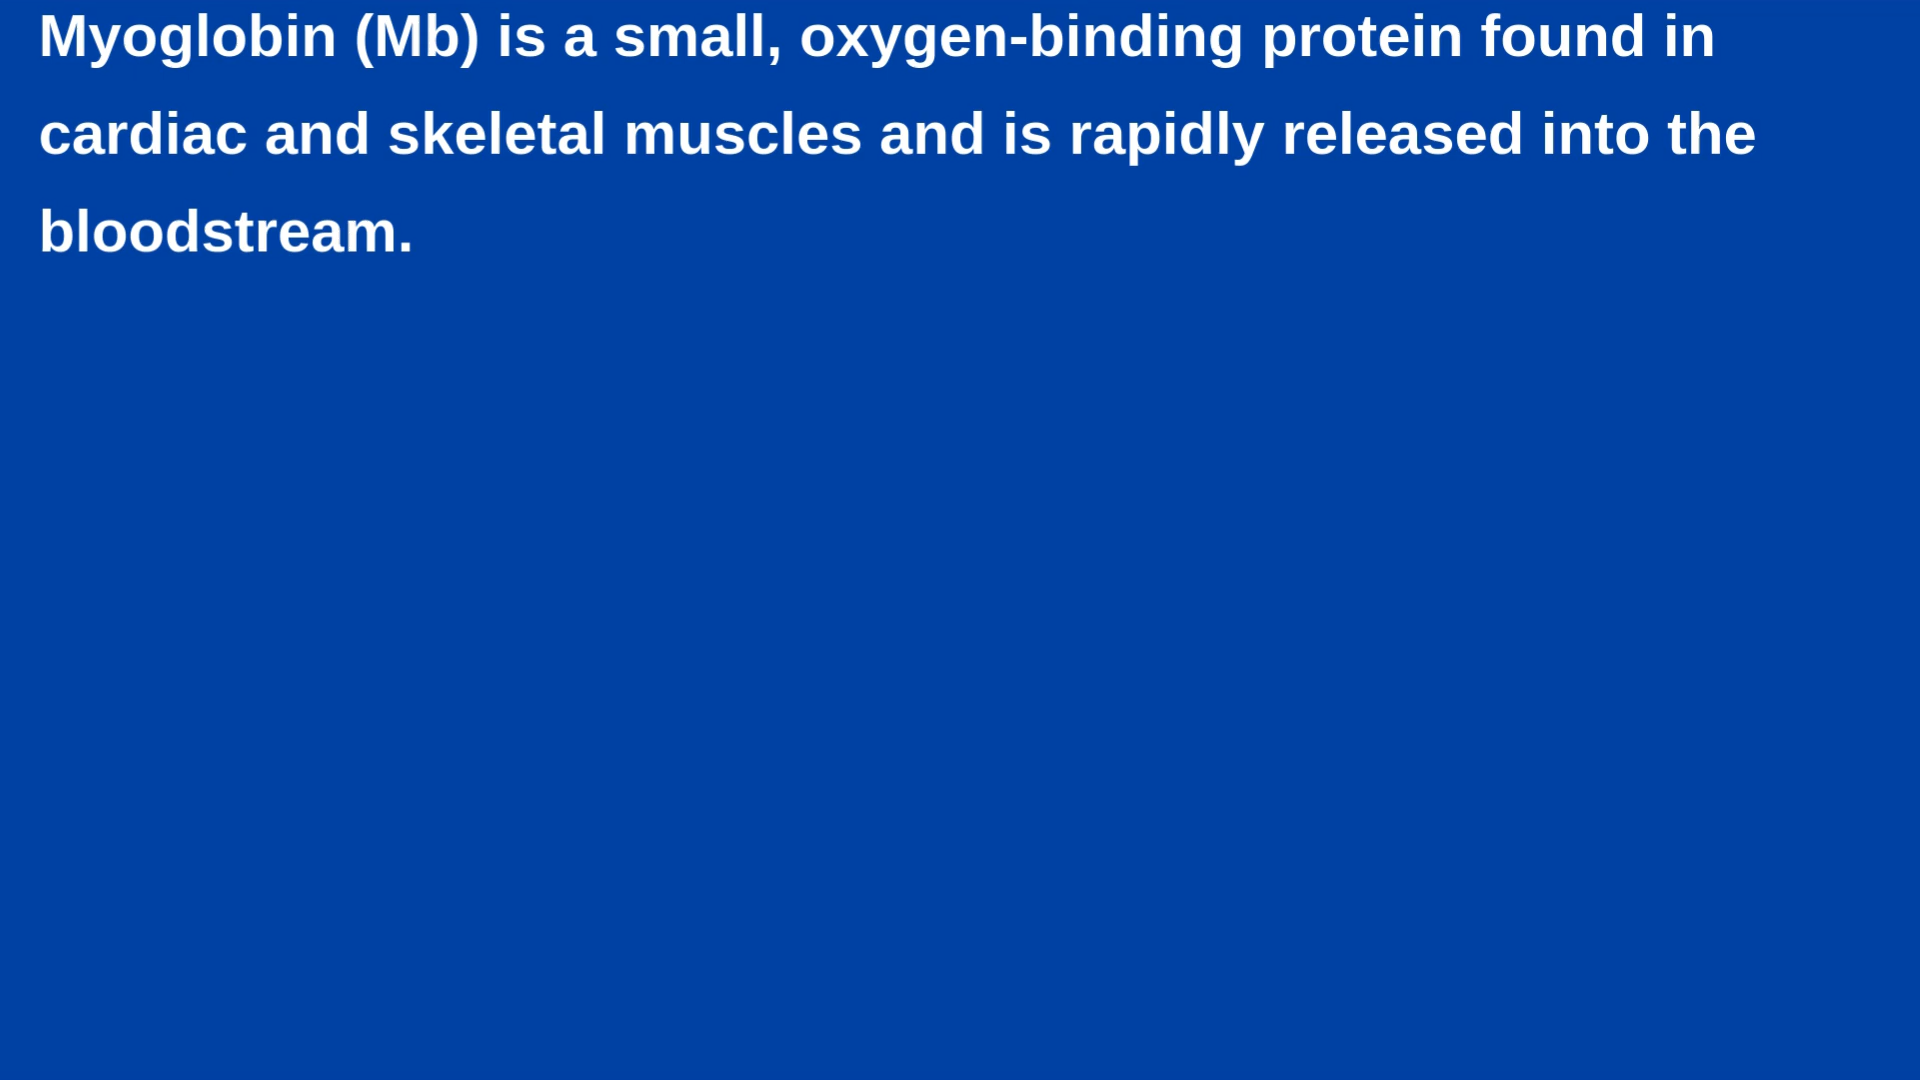 Myoglobin (Mb) is a small, oxygen-binding protein found in
cardiac and skeletal muscles and is rapidly released into the
bloodstream.